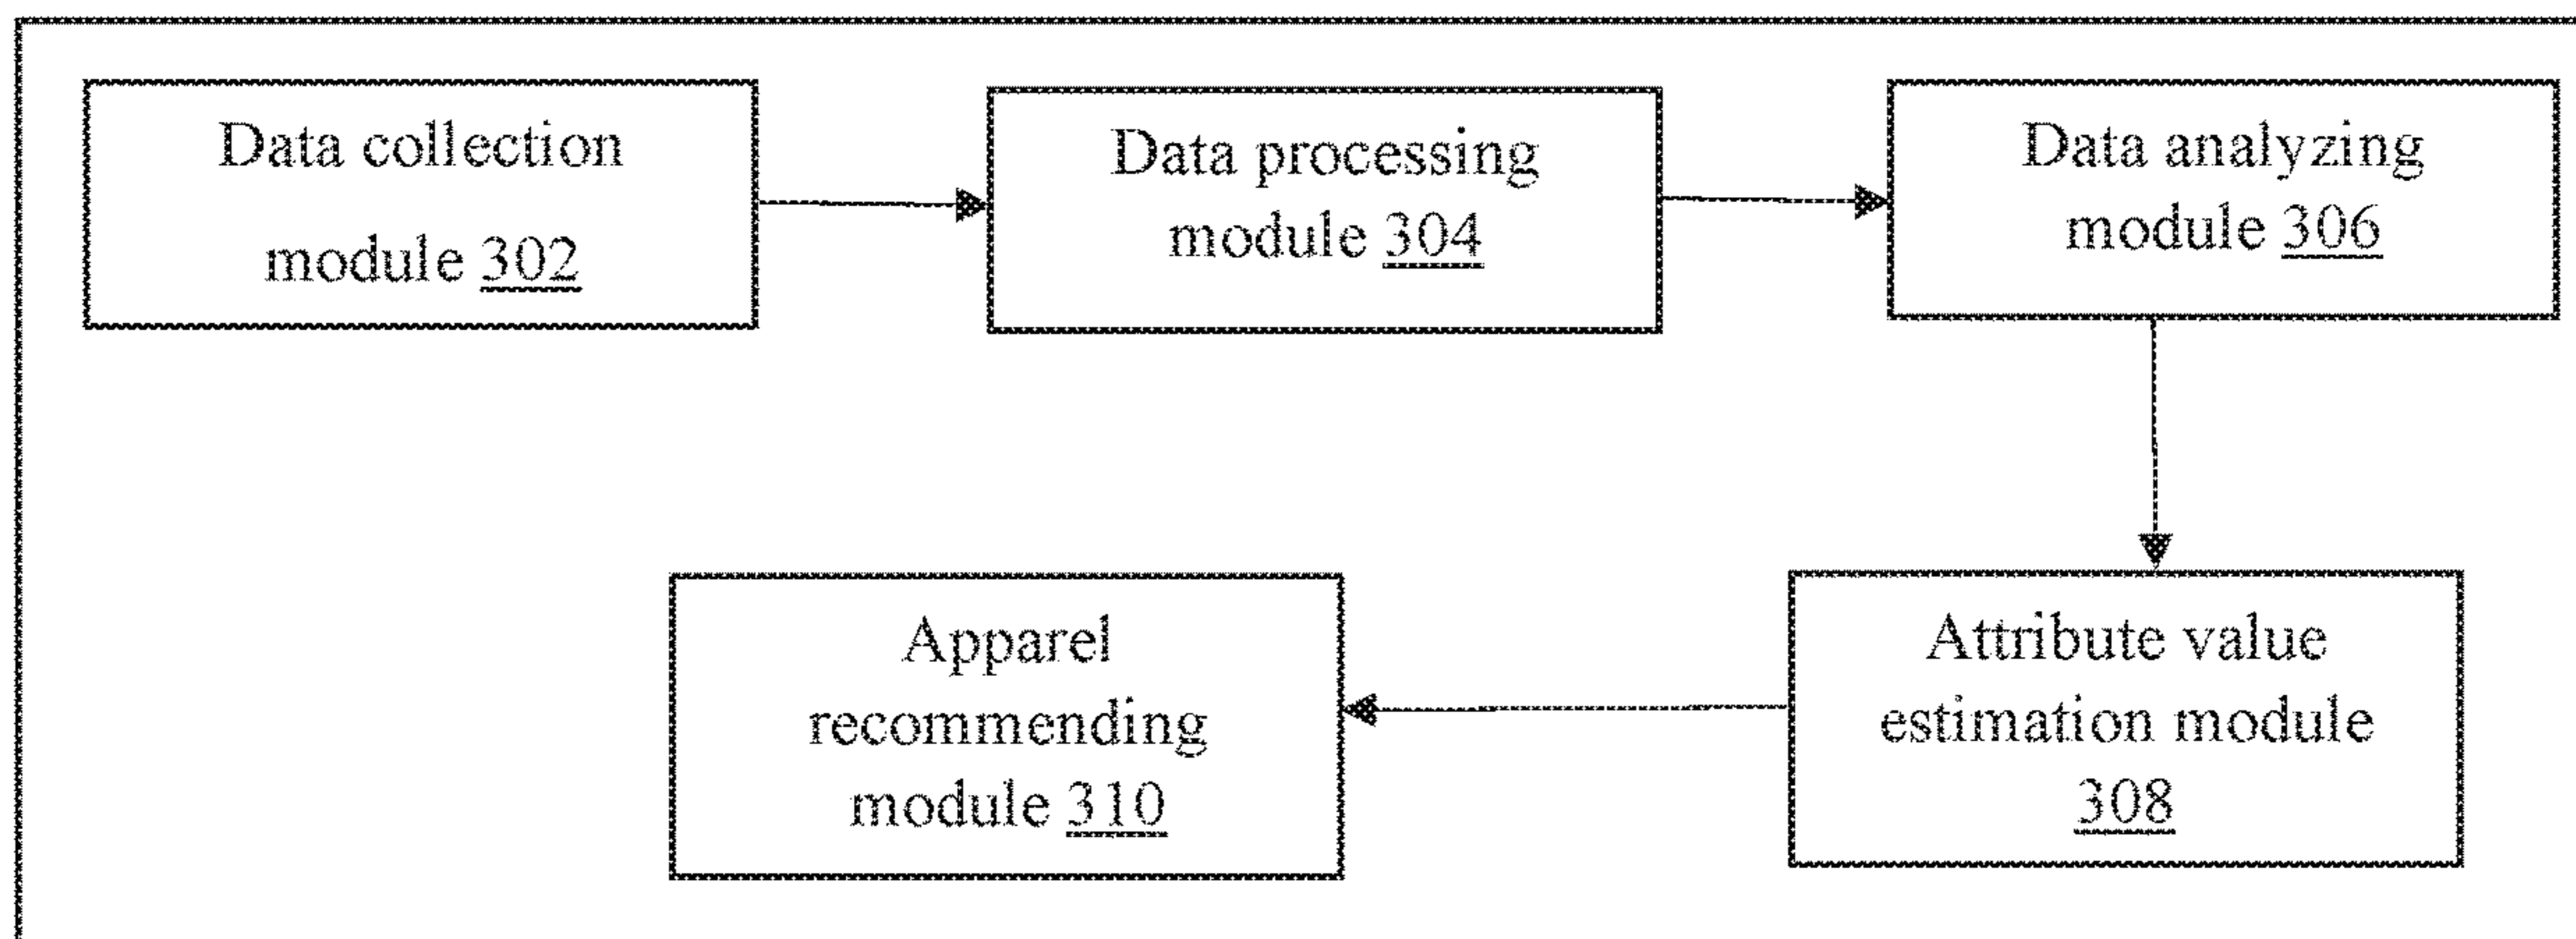 Data collection
module 302
Data processing
module 304
Data analyzing
module 306
Apparel
recommending
module 310
Attribute value
estimation module
308